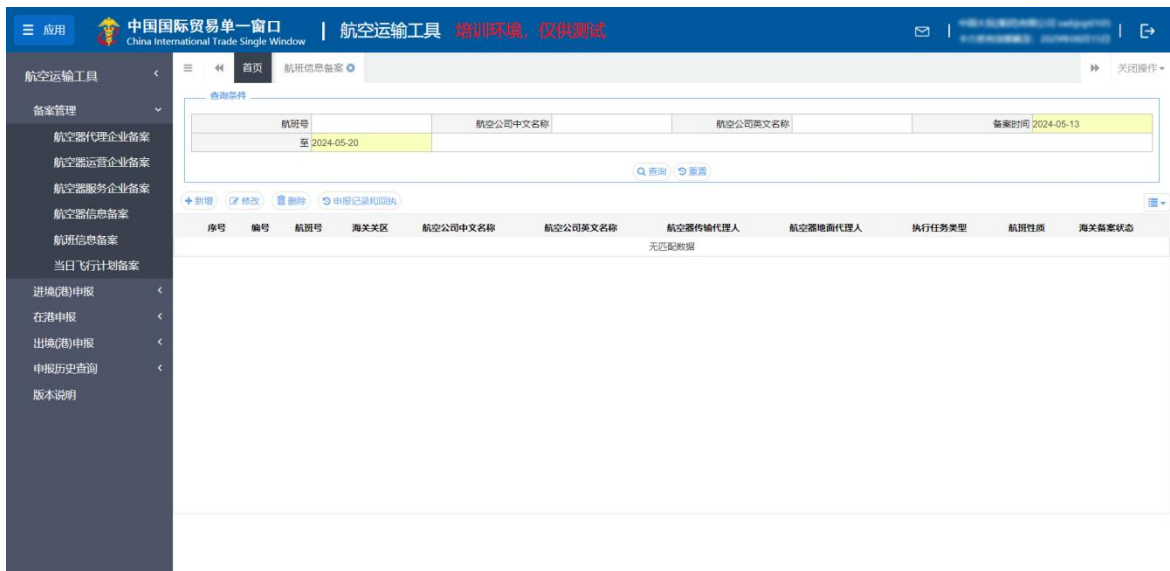 应用
中国国际贸易单一窗口
China International Trade Single Window
航空运输工具 培训环境，仅供测试
航空运输工具
首页 航班信息备案 关闭操作
备案管理
航空器代理企业备案
航空器运营企业备案
航空器服务企业备案
航空器信息备案
航班信息备案
当日飞行计划备案
进境(港)申报
在港申报
出境(港)申报
申报历史查询
版本说明
查询条件
航班号 航空公司中文名称 航空公司英文名称 备案时间 2024-05-13
至 2024-05-20
查询 重置
新增 修改 删除 申报记录和回执
序号 编号 航班号 海关关区 航空公司中文名称 航空公司英文名称 航空器传输代理人 航空器地面代理人 执行任务类型 航班性质 海关备案状态
无匹配数据